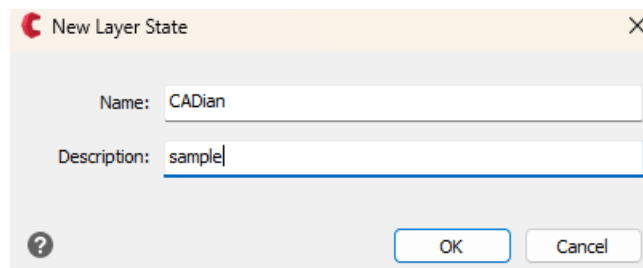 New Layer State
Name: CADian
Description: sample
OK Cancel